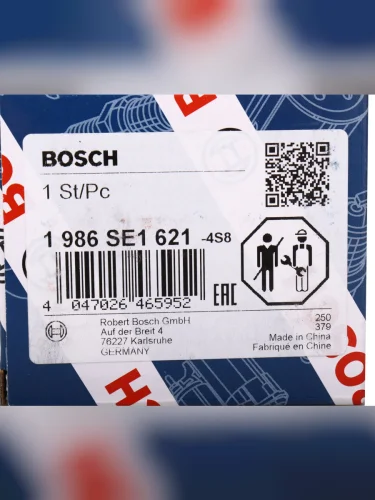 BOSCH
1 St/Pc
1 986 SE1 621 -4S8
4 047026 465952
EAC
Robert Bosch GmbH
Auf der Breit 4
76227 Karlsruhe
GERMANY
250
379
Made in China
Fabriqué en Chine